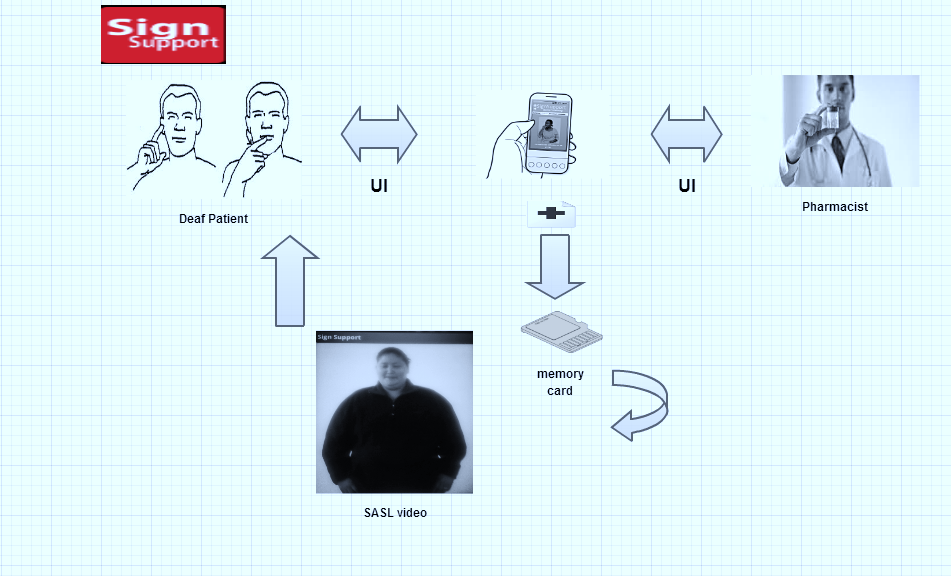 Sign
Support
UI
UI
Deaf Patient
Pharmacist
memory
card
Sign Support
SASL video